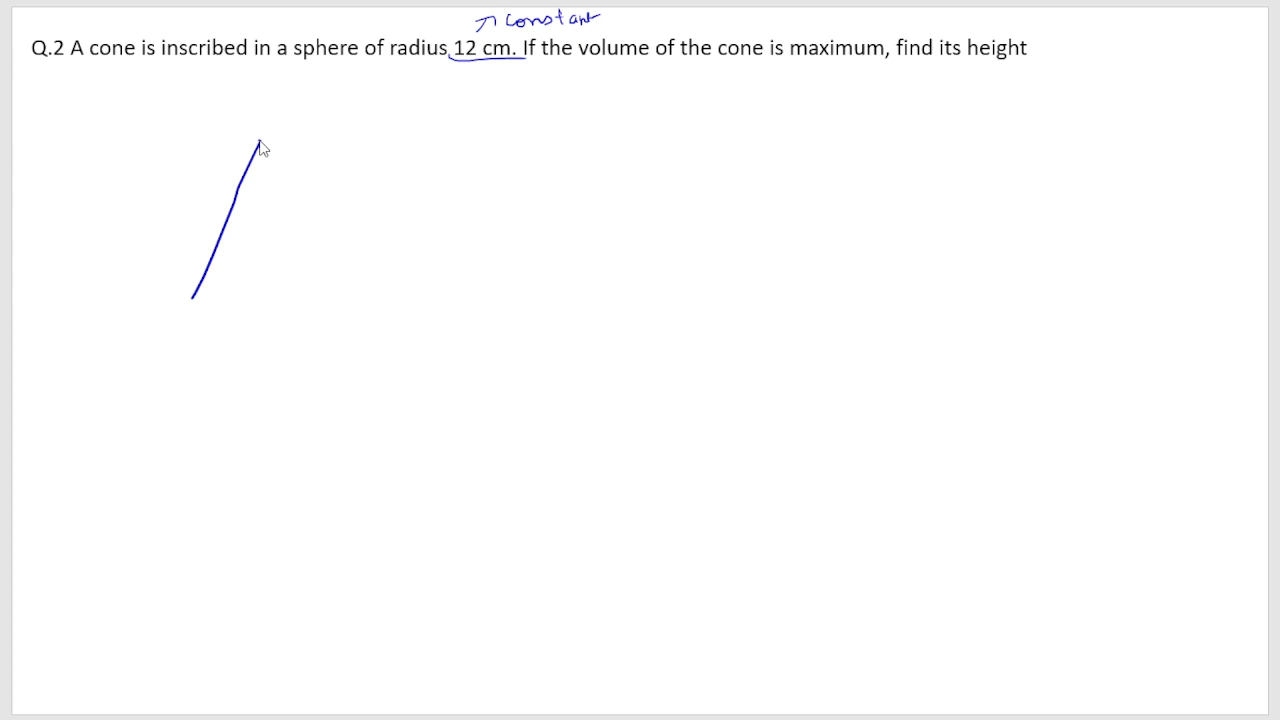 constant
Q.2 A cone is inscribed in a sphere of radius 12 cm. If the volume of the cone is maximum, find its height